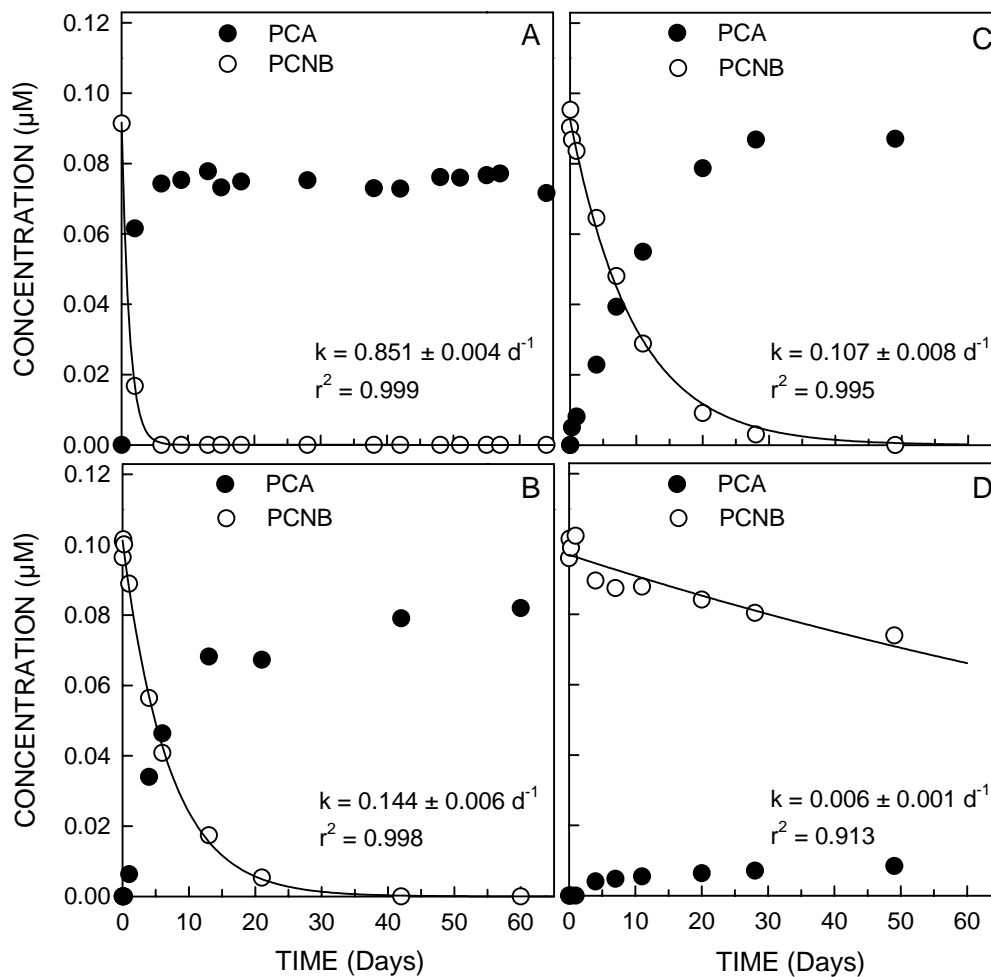 0.12
0.10
0.08
0.06
0.04
0.02
0.00
CONCENTRATION (µM)
PCA
PCNB
A
k = 0.851 ± 0.004 d⁻¹
r² = 0.999
PCA
PCNB
C
k = 0.107 ± 0.008 d⁻¹
r² = 0.995
0.12
0.10
0.08
0.06
0.04
0.02
0.00
CONCENTRATION (µM)
PCA
PCNB
B
k = 0.144 ± 0.006 d⁻¹
r² = 0.998
0 10 20 30 40 50 60
TIME (Days)
PCA
PCNB
D
k = 0.006 ± 0.001 d⁻¹
r² = 0.913
0 10 20 30 40 50 60
TIME (Days)